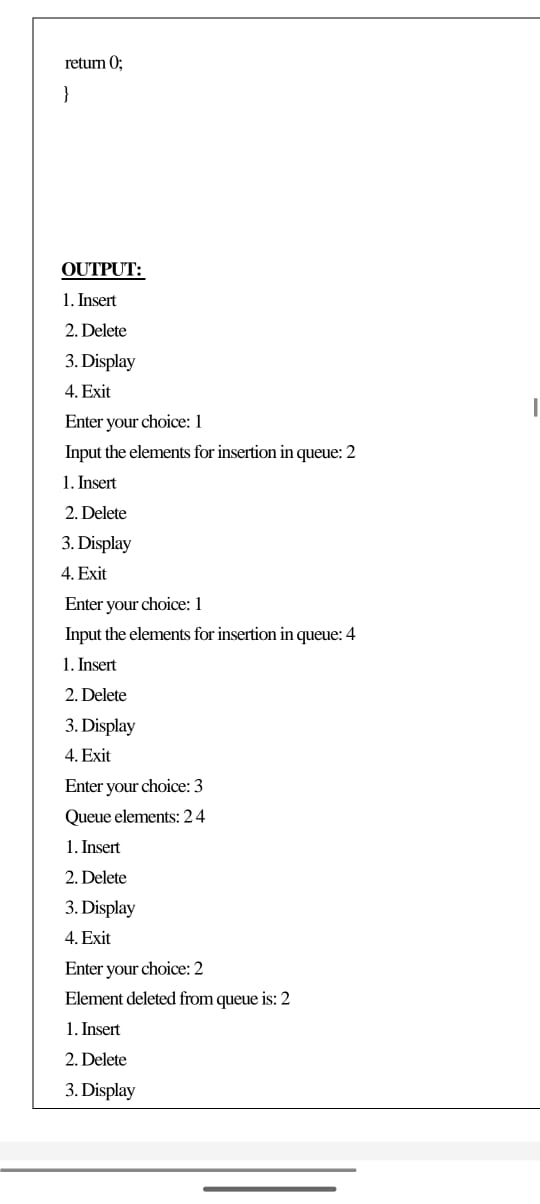 return 0;
}
OUTPUT:
1. Insert
2. Delete
3. Display
4. Exit
Enter your choice: 1
Input the elements for insertion in queue: 2
1. Insert
2. Delete
3. Display
4. Exit
Enter your choice: 1
Input the elements for insertion in queue: 4
1. Insert
2. Delete
3. Display
4. Exit
Enter your choice: 3
Queue elements: 2 4
1. Insert
2. Delete
3. Display
4. Exit
Enter your choice: 2
Element deleted from queue is: 2
1. Insert
2. Delete
3. Display